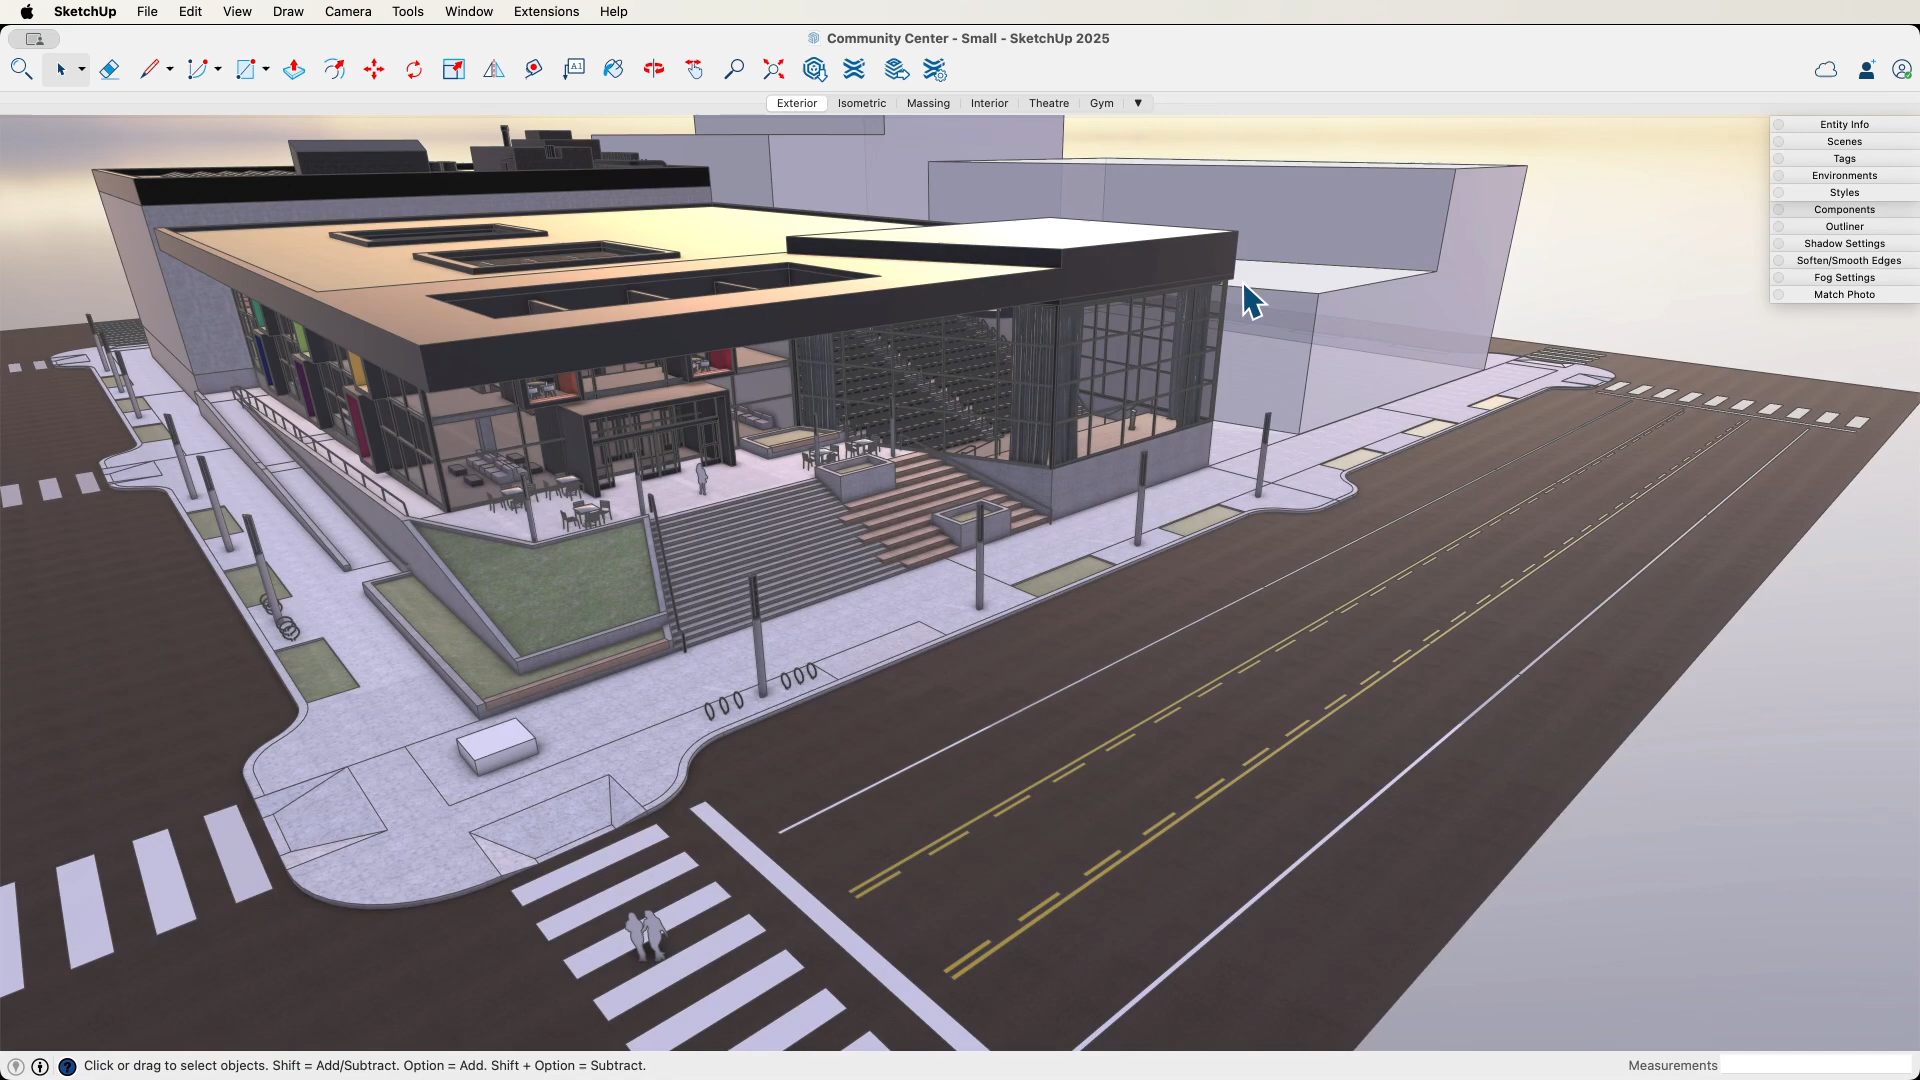 SketchUp File Edit View Draw Camera Tools Window Extensions Help
Community Center - Small - SketchUp 2025
A1
Exterior Isometric Massing Interior Theatre Gym ▼
Entity Info
Scenes
Tags
Environments
Styles
Components
Outliner
Shadow Settings
Soften/Smooth Edges
Fog Settings
Match Photo
Click or drag to select objects. Shift = Add/Subtract. Option = Add. Shift + Option = Subtract.
Measurements